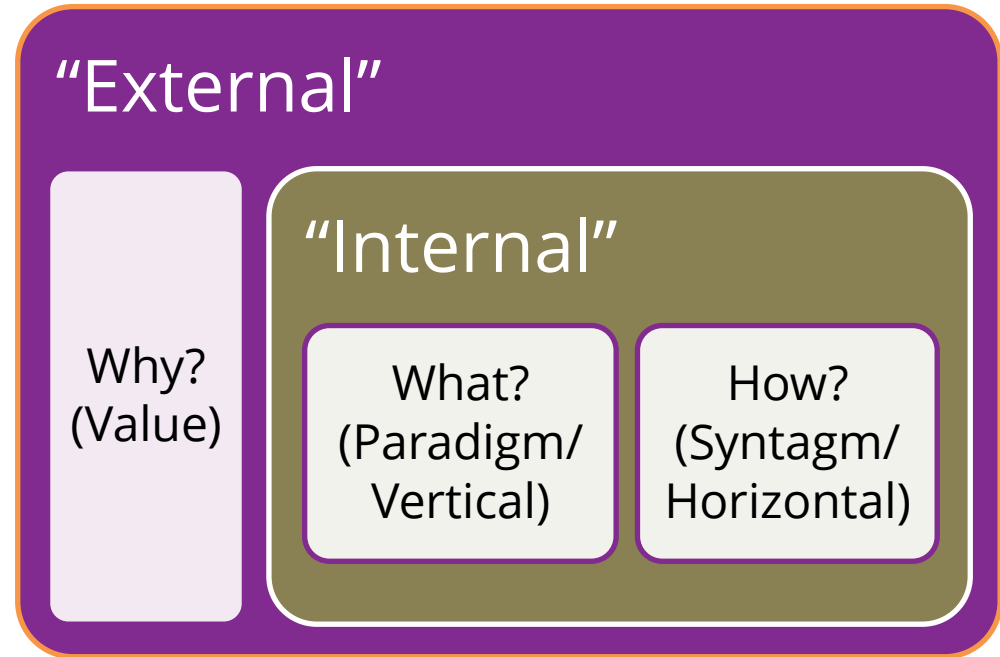 “External”
Why?
(Value)
“Internal”
What?
(Paradigm/
Vertical)
How?
(Syntagm/
Horizontal)